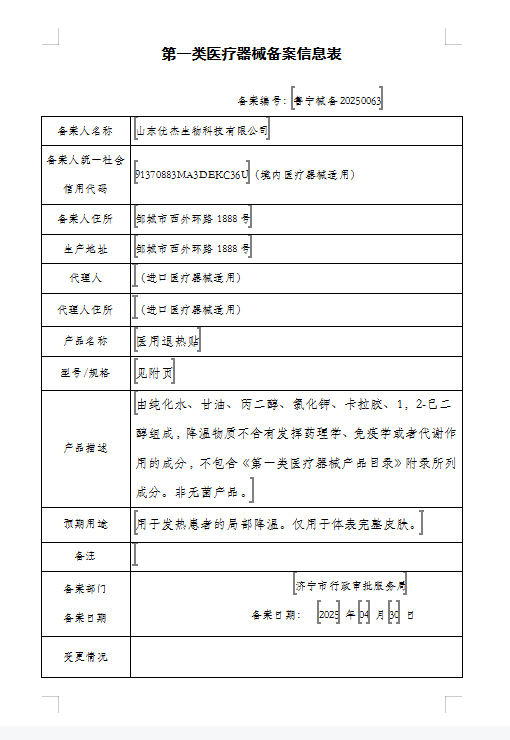 第一类医疗器械备案信息表
备案编号：鲁宁械备20250063
备案人名称 山东优杰生物科技有限公司
备案人统一社会
信用代码 91370883MA3DEKC36U（境内医疗器械适用）
备案人住所 邹城市西外环路1888号
生产地址 邹城市西外环路1888号
代理人 （进口医疗器械适用）
代理人住所 （进口医疗器械适用）
产品名称 医用退热贴
型号/规格 见附页
产品描述
由纯化水、甘油、丙二醇、氯化钾、卡拉胶、1，2-己二
醇组成，降温物质不含有发挥药理学、免疫学或者代谢作
用的成分，不包含《第一类医疗器械产品目录》附录所列
成分。非无菌产品。
预期用途 用于发热患者的局部降温。仅用于体表完整皮肤。
备注
备案部门 济宁市行政审批服务局
备案日期 备案日期： 2025 年 04 月 30 日
变更情况